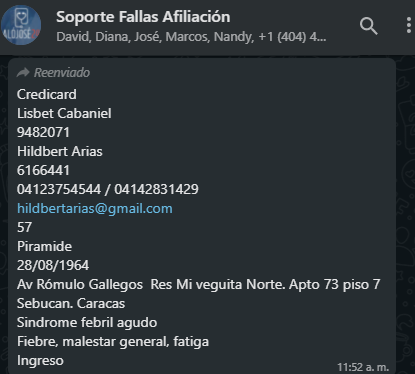 Soporte Fallas Afiliación
David, Diana, José, Marcos, Nandy, +1 (404) 4...
Reenviado
Credicard
Lisbet Cabaniel
9482071
Hildbert Arias
6166441
04123754544 / 04142831429
hildbertarias@gmail.com
57
Piramide
28/08/1964
Av Rómulo Gallegos  Res Mi veguita Norte. Apto 73 piso 7
Sebucan. Caracas
Sindrome febril agudo
Fiebre, malestar general, fatiga
Ingreso
11:52 a. m.